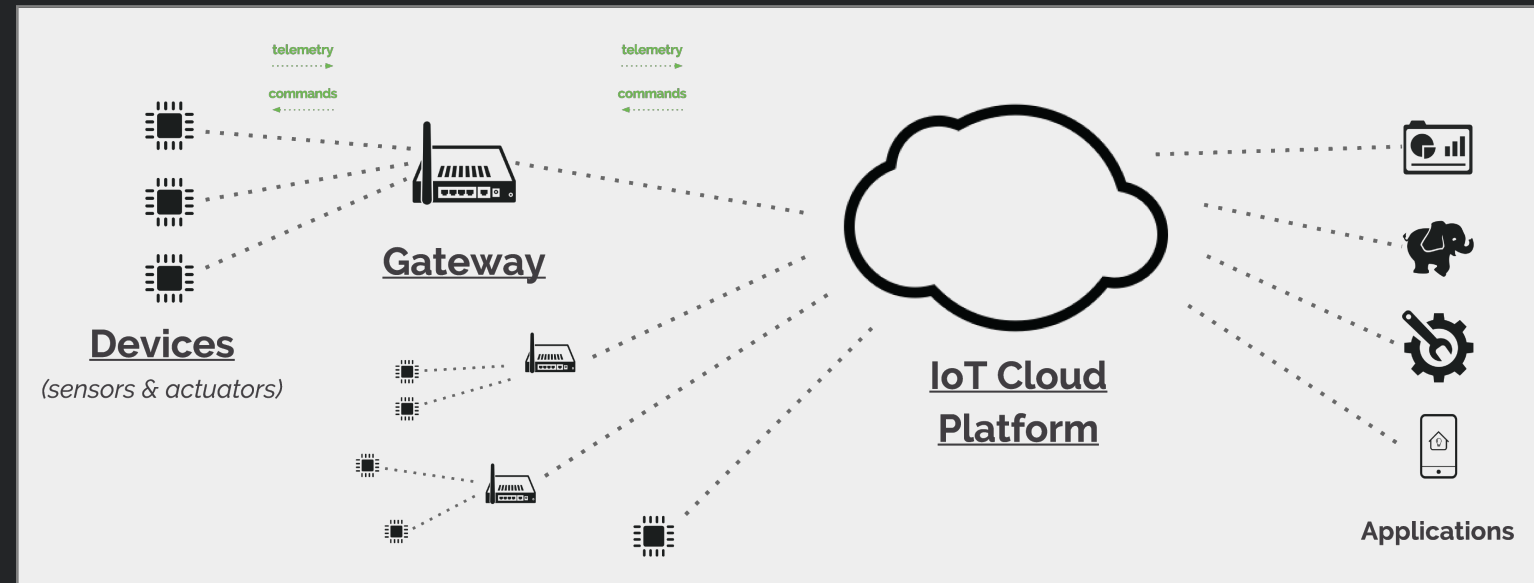 telemetry
commands
telemetry
commands
Gateway
Devices
(sensors & actuators)
IoT Cloud
Platform
Applications